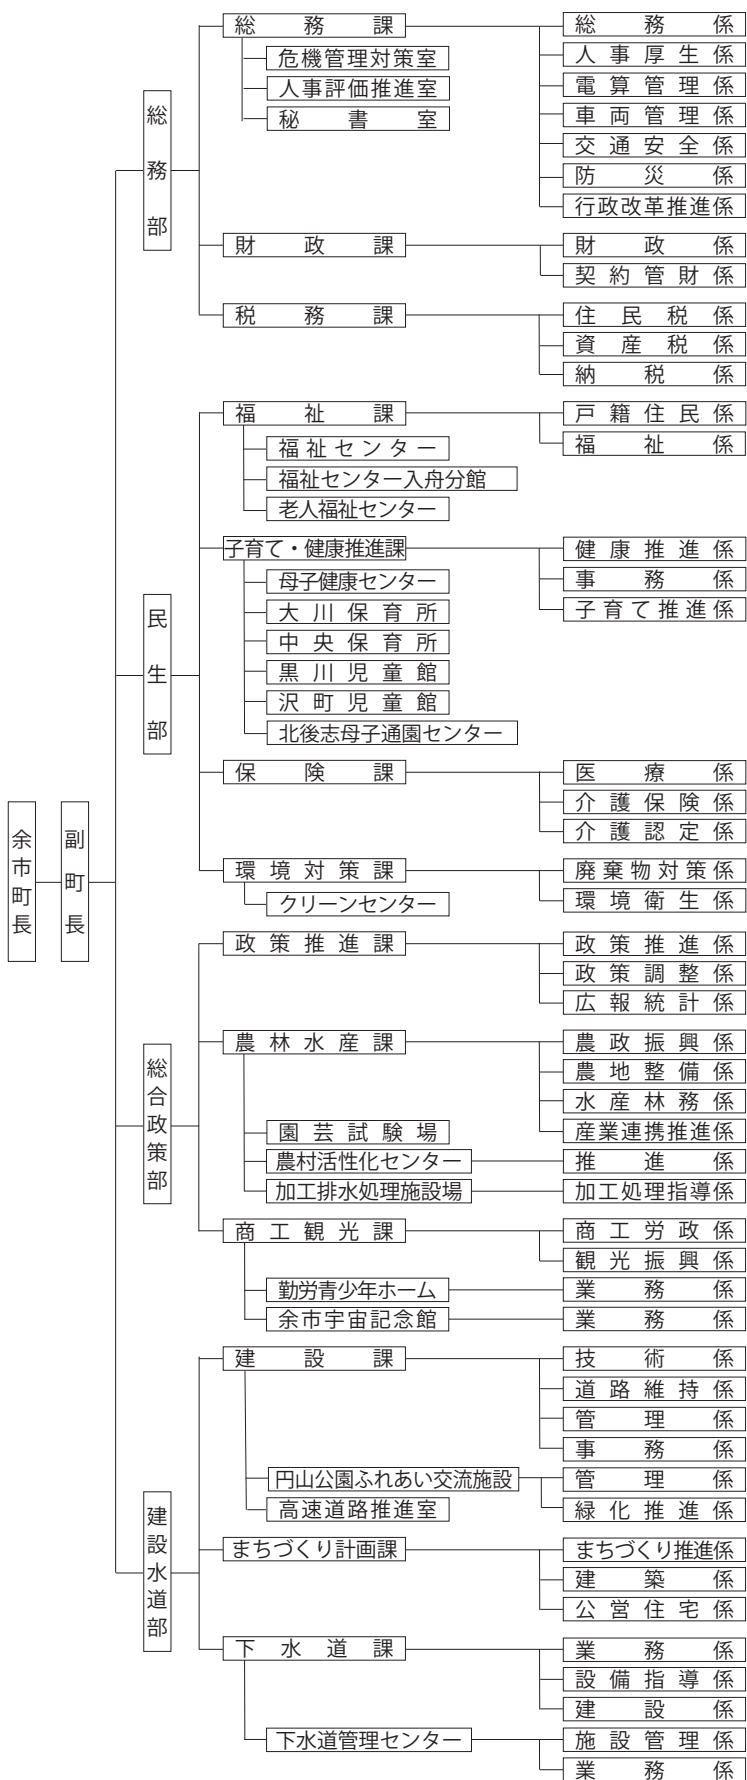 余市町長
副町長
総務部
総務課
総務係
人事厚生係
電算管理係
車両管理係
交通安全係
防災係
行政改革推進係
危機管理対策室
人事評価推進室
秘書室
財政課
財政係
契約管財係
税務課
住民税係
資産税係
納税係
民生部
福祉課
戸籍住民係
福祉係
福祉センター
福祉センター入舟分館
老人福祉センター
子育て・健康推進課
健康推進係
事務係
子育て推進係
母子健康センター
大川保育所
中央保育所
黒川児童館
沢町児童館
北後志母子通園センター
保険課
医療係
介護保険係
介護認定係
環境対策課
廃棄物対策係
環境衛生係
クリーンセンター
総合政策部
政策推進課
政策推進係
政策調整係
広報統計係
農林水産課
農政振興係
農地整備係
水産林務係
産業連携推進係
園芸試験場
農村活性化センター
推進係
加工排水処理施設場
加工処理指導係
商工観光課
商工労政係
観光振興係
勤労青少年ホーム
業務係
余市宇宙記念館
業務係
建設水道部
建設課
技術係
道路維持係
管理係
事務係
円山公園ふれあい交流施設
管理係
緑化推進係
高速道路推進室
まちづくり計画課
まちづくり推進係
建築係
公営住宅係
下水道課
業務係
設備指導係
建設係
下水道管理センター
施設管理係
業務係